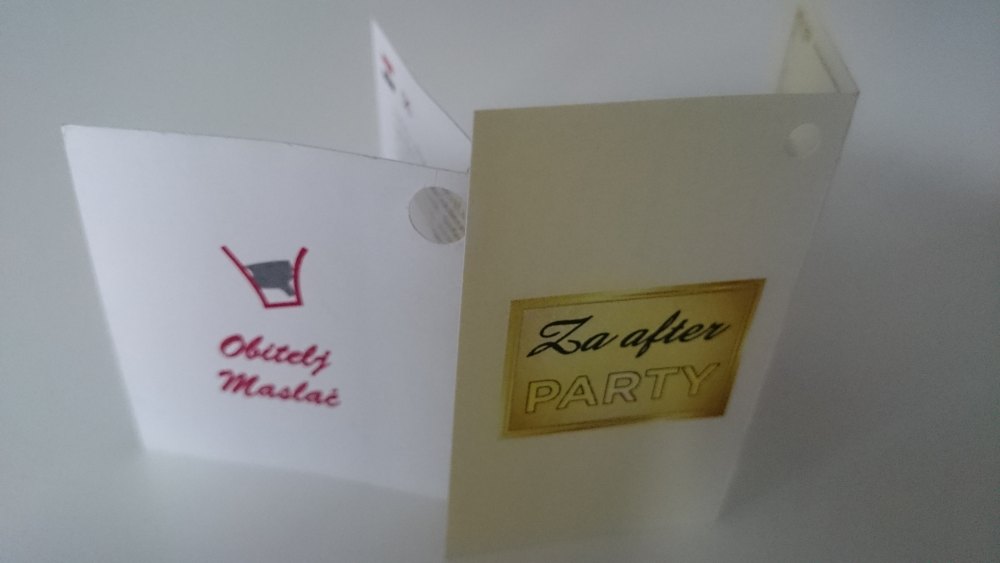 Obitelj
Maslać
Za after
PARTY